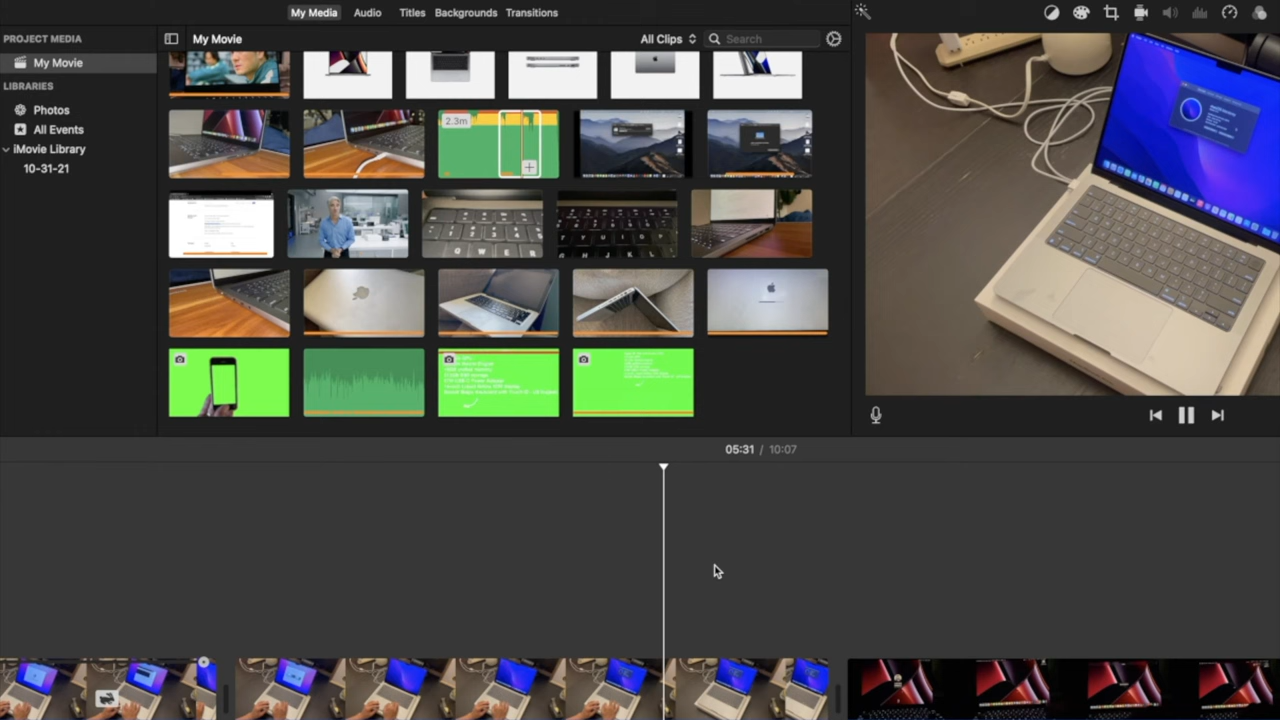 My Media Audio Titles Backgrounds Transitions
PROJECT MEDIA
My Movie
LIBRARIES
Photos
All Events
iMovie Library
10-31-21
My Movie All Clips Search
2.3m
05:31 / 10:07